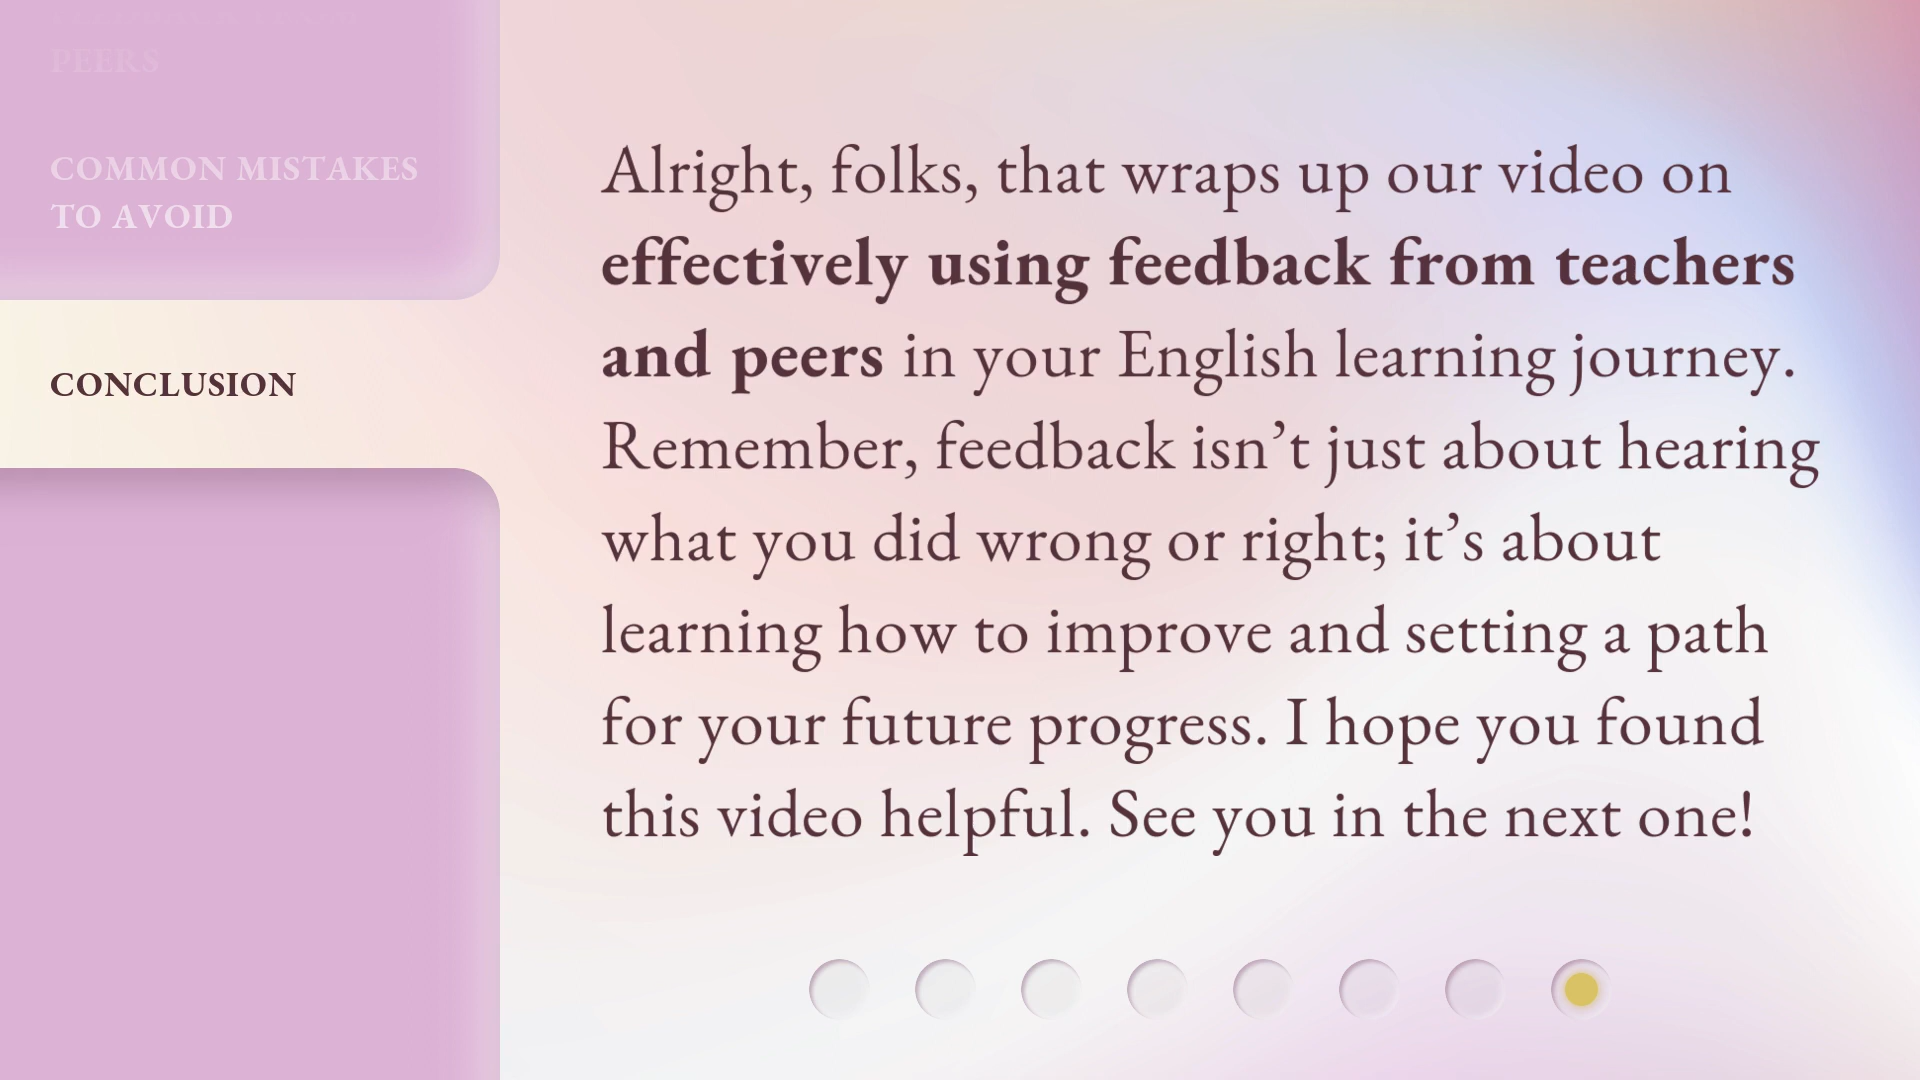 PEERS
COMMON MISTAKES
TO AVOID
CONCLUSION
Alright, folks, that wraps up our video on
effectively using feedback from teachers
and peers in your English learning journey.
Remember, feedback isn’t just about hearing
what you did wrong or right; it’s about
learning how to improve and setting a path
for your future progress. I hope you found
this video helpful. See you in the next one!